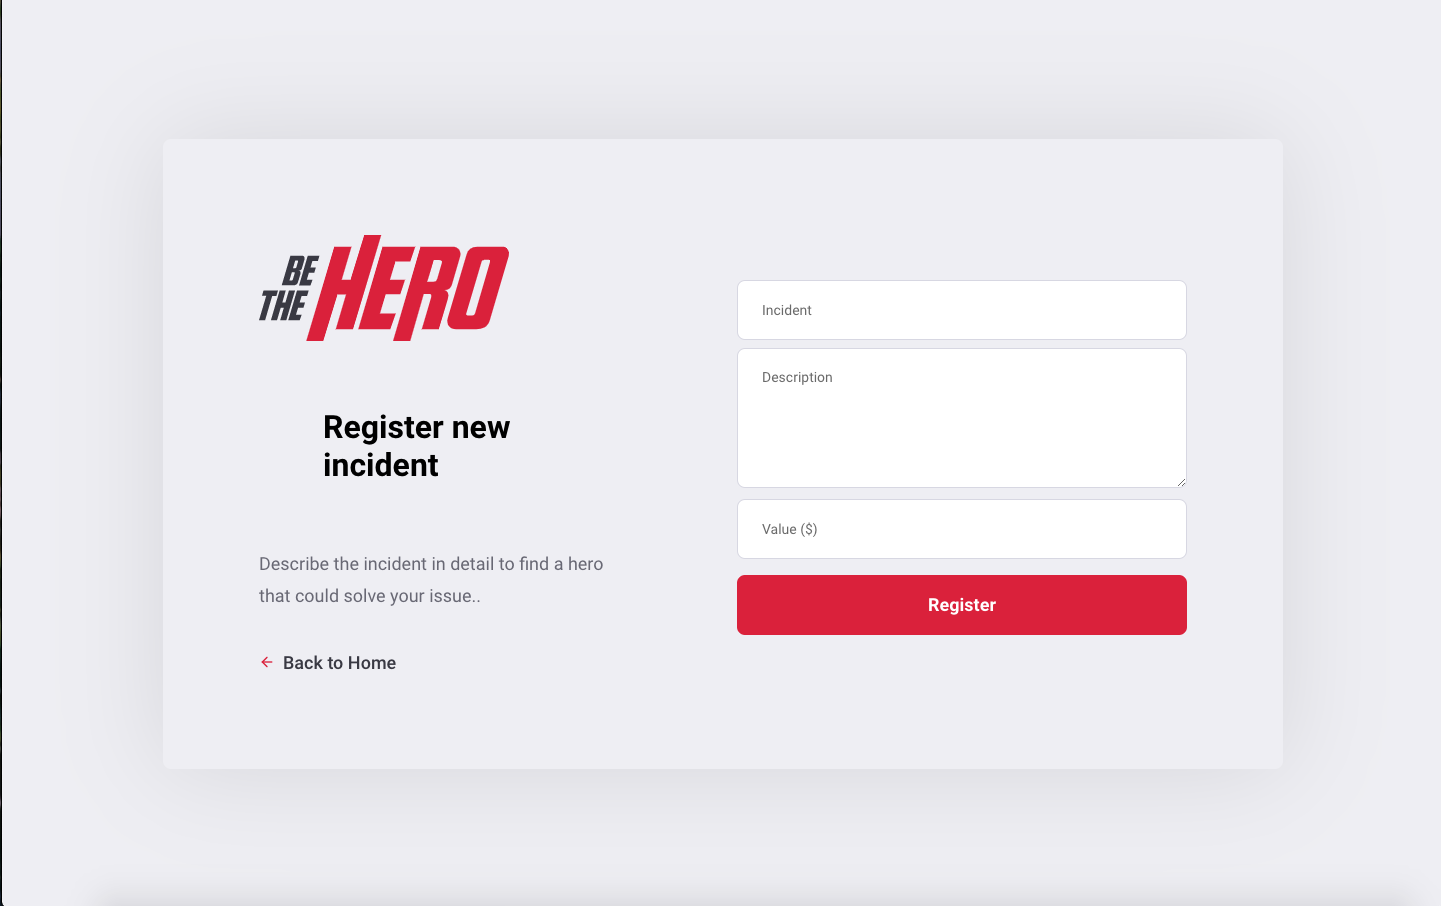 BE
THE
HERO
Register new
incident
Describe the incident in detail to find a hero
that could solve your issue..
Back to Home
Incident
Description
Value ($)
Register